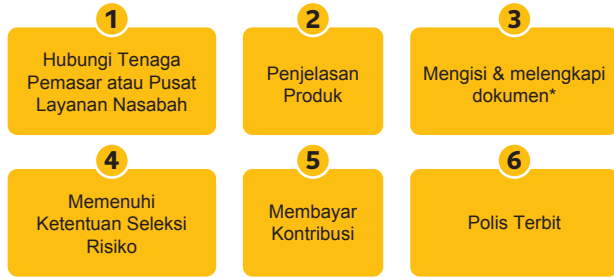 1
Hubungi Tenaga
Pemasar atau Pusat
Layanan Nasabah
2
Penjelasan
Produk
3
Mengisi & melengkapi
dokumen*
4
Memenuhi
Ketentuan Seleksi
Risiko
5
Membayar
Kontribusi
6
Polis Terbit